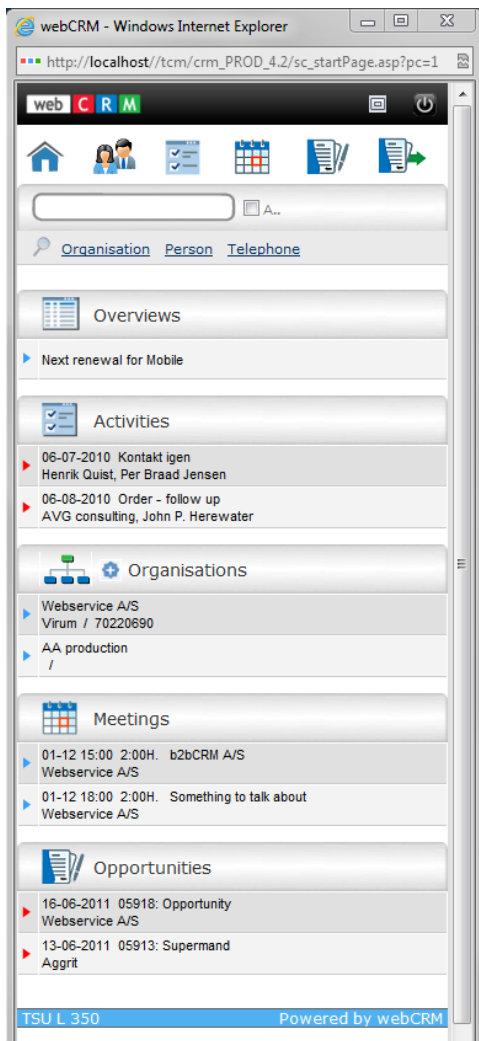 webCRM - Windows Internet Explorer
http://localhost//tcm/crm_PROD_4.2/sc_startPage.asp?pc=1
web C R M
A..
Organisation Person Telephone
Overviews
Next renewal for Mobile
Activities
06-07-2010 Kontakt igen
Henrik Quist, Per Braad Jensen
06-08-2010 Order - follow up
AVG consulting, John P. Herewater
Organisations
Webservice A/S
Virum / 70220690
AA production
/
Meetings
01-12 15:00 2:00H. b2bCRM A/S
Webservice A/S
01-12 18:00 2:00H. Something to talk about
Webservice A/S
Opportunities
16-06-2011 05918: Opportunity
Webservice A/S
13-06-2011 05913: Supermand
Aggrit
TSU L 350 Powered by webCRM